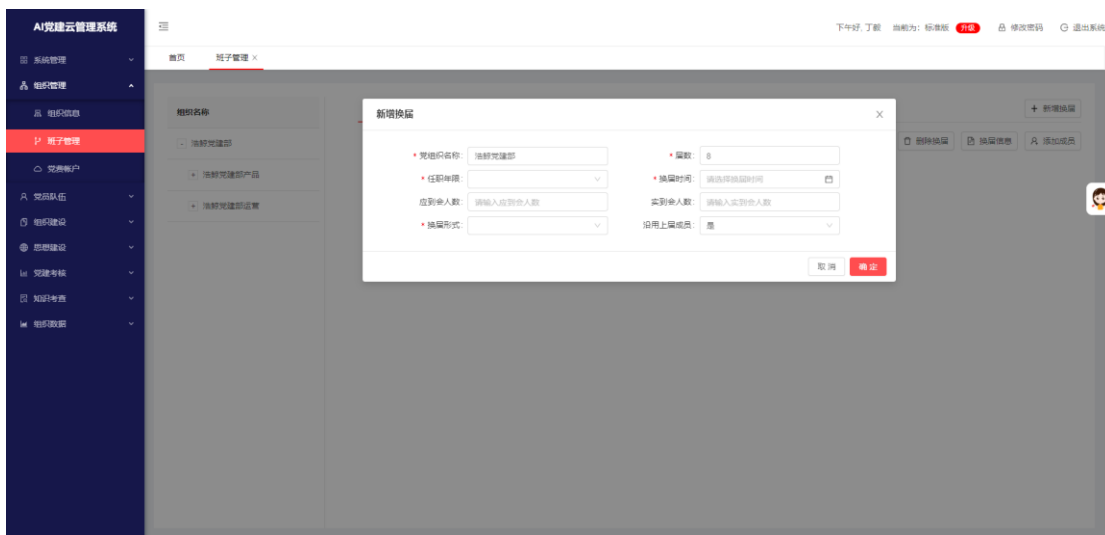 AI党建云管理系统
下午好, 丁毅 当前为: 标准版 升级 修改密码 退出系统
系统管理
首页 班子管理 ×
组织管理
组织信息
班子管理
党费帐户
党员队伍
组织建设
思想建设
党建考核
知识考查
组织数据
组织名称
浩鲸党建部
浩鲸党建部产品
浩鲸党建部运营
+ 新增换届
删除换届 换届信息 添加成员
新增换届
* 党组织名称: 浩鲸党建部 * 届数: 8
* 任职年限: * 换届时间: 请选择换届时间
应到会人数: 请输入应到会人数 实到会人数: 请输入实到会人数
* 换届形式: 沿用上届成员: 是
取 消 确 定